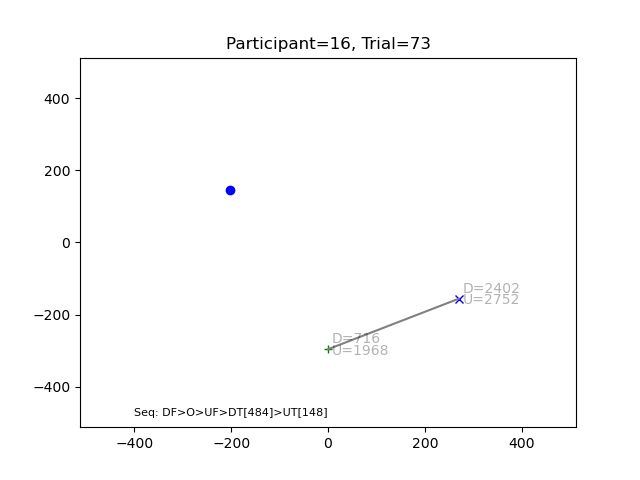 Participant=16, Trial=73
400
200
0
−200
−400
D=2402
U=2752
D=716
U=1968
Seq: DF>O>UF>DT[484]>UT[148]
−400 −200 0 200 400